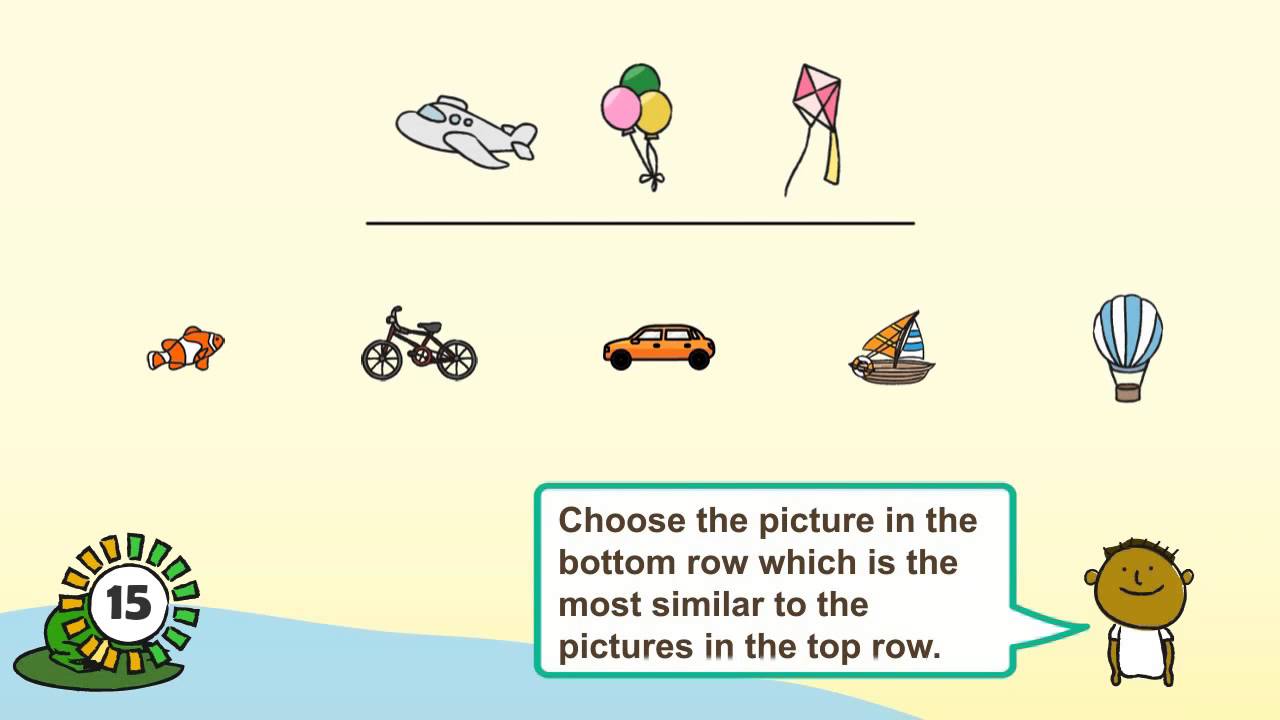 Choose the picture in the
bottom row which is the
most similar to the
pictures in the top row.
15